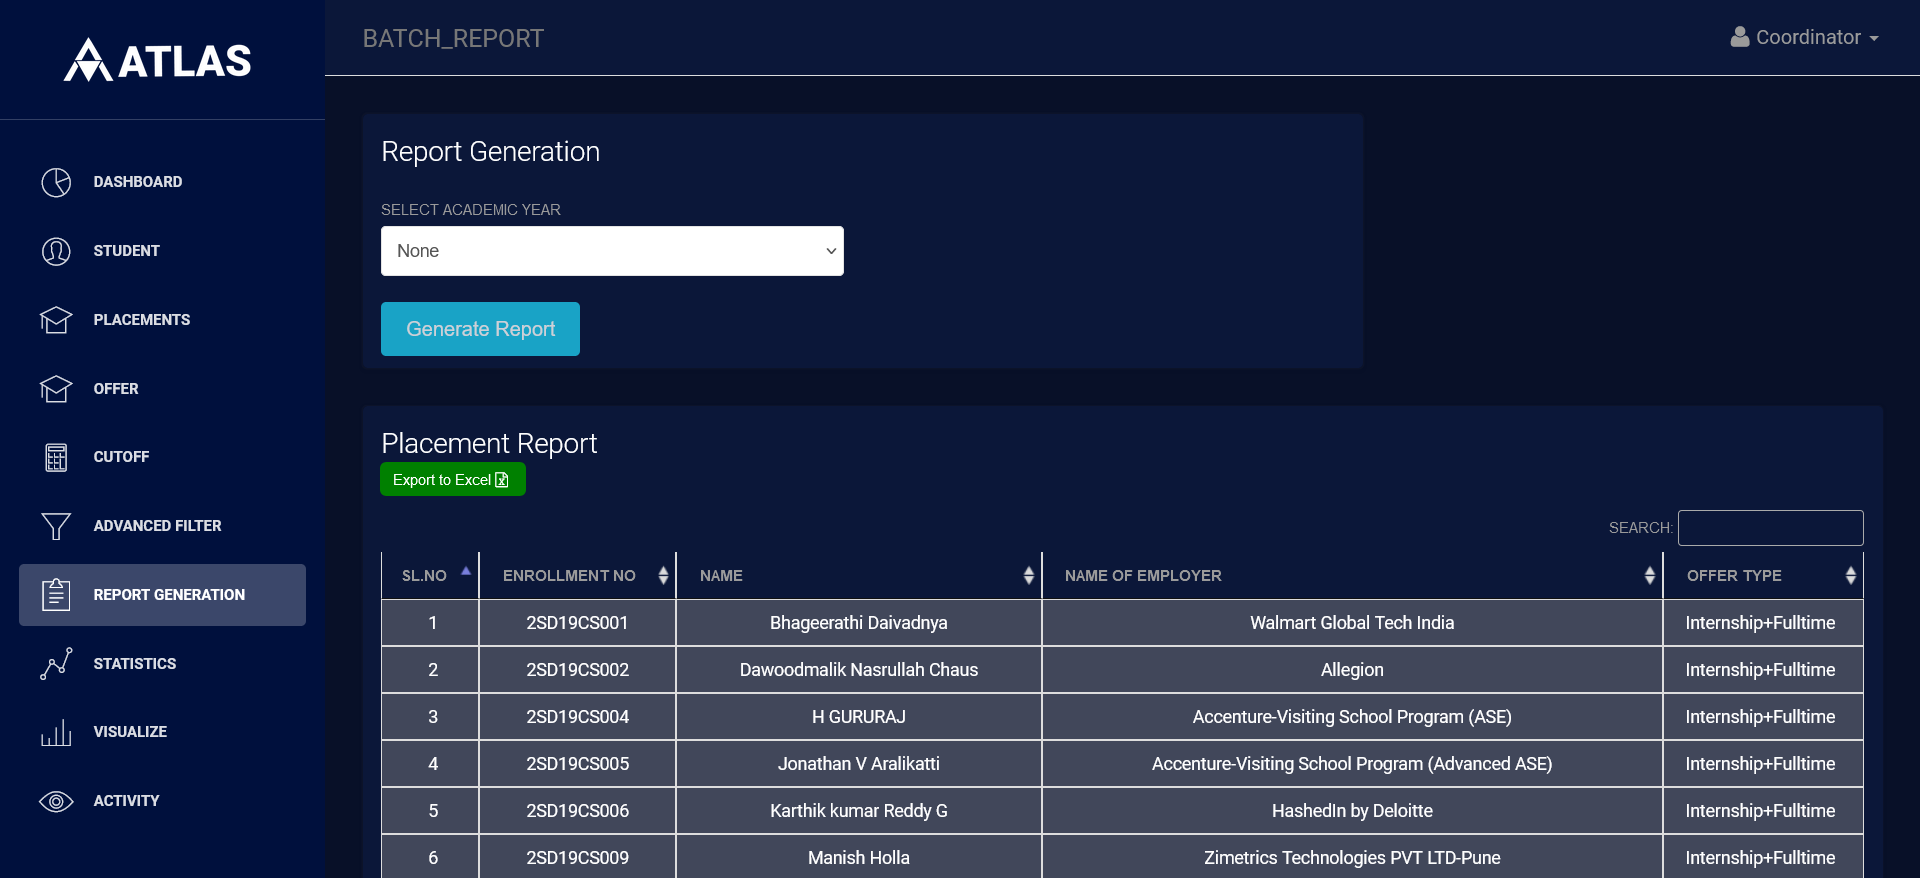 ATLAS
BATCH_REPORT
Coordinator
DASHBOARD
STUDENT
PLACEMENTS
OFFER
CUTOFF
ADVANCED FILTER
REPORT GENERATION
STATISTICS
VISUALIZE
ACTIVITY
Report Generation
SELECT ACADEMIC YEAR
None
Generate Report
Placement Report
Export to Excel
SEARCH:
SL.NO ENROLLMENT NO NAME NAME OF EMPLOYER OFFER TYPE
1 2SD19CS001 Bhageerathi Daivadnya Walmart Global Tech India Internship+Fulltime
2 2SD19CS002 Dawoodmalik Nasrullah Chaus Allegion Internship+Fulltime
3 2SD19CS004 H GURURAJ Accenture-Visiting School Program (ASE) Internship+Fulltime
4 2SD19CS005 Jonathan V Aralikatti Accenture-Visiting School Program (Advanced ASE) Internship+Fulltime
5 2SD19CS006 Karthik kumar Reddy G HashedIn by Deloitte Internship+Fulltime
6 2SD19CS009 Manish Holla Zimetrics Technologies PVT LTD-Pune Internship+Fulltime